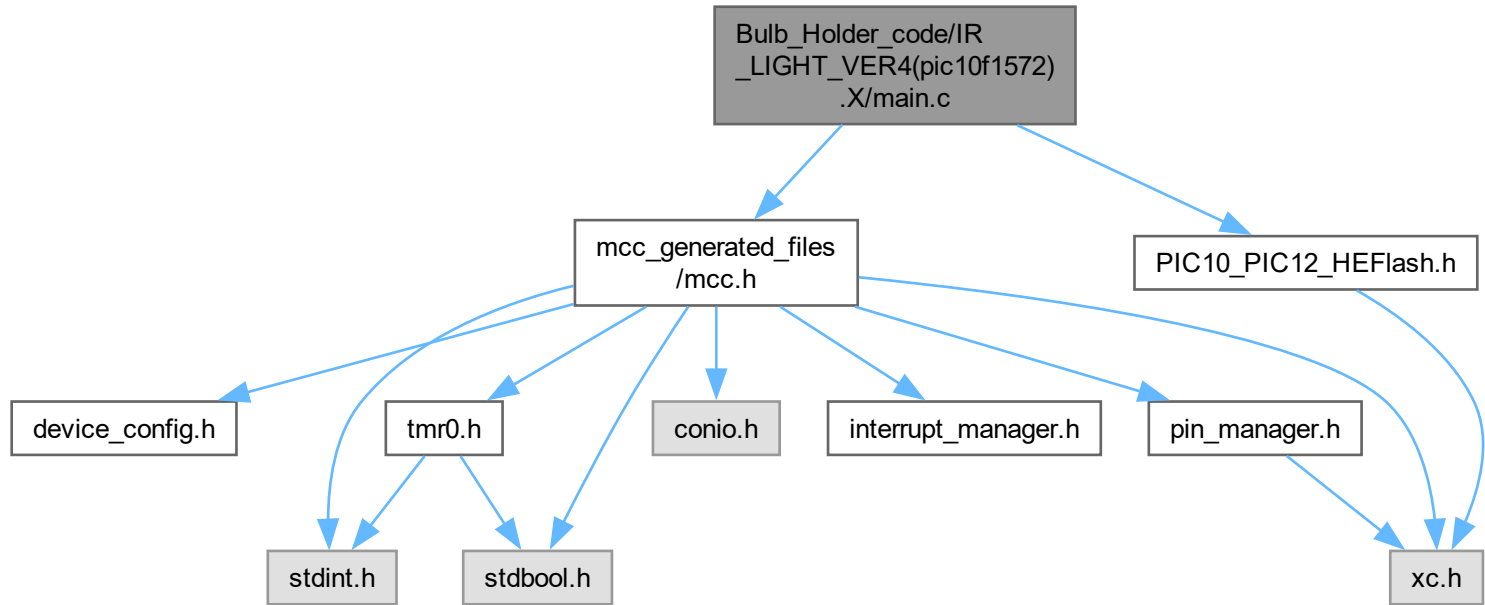 Bulb_Holder_code/IR
_LIGHT_VER4(pic10f1572)
.X/main.c
mcc_generated_files
/mcc.h
PIC10_PIC12_HEFlash.h
device_config.h
tmr0.h
conio.h
interrupt_manager.h
pin_manager.h
stdint.h
stdbool.h
xc.h